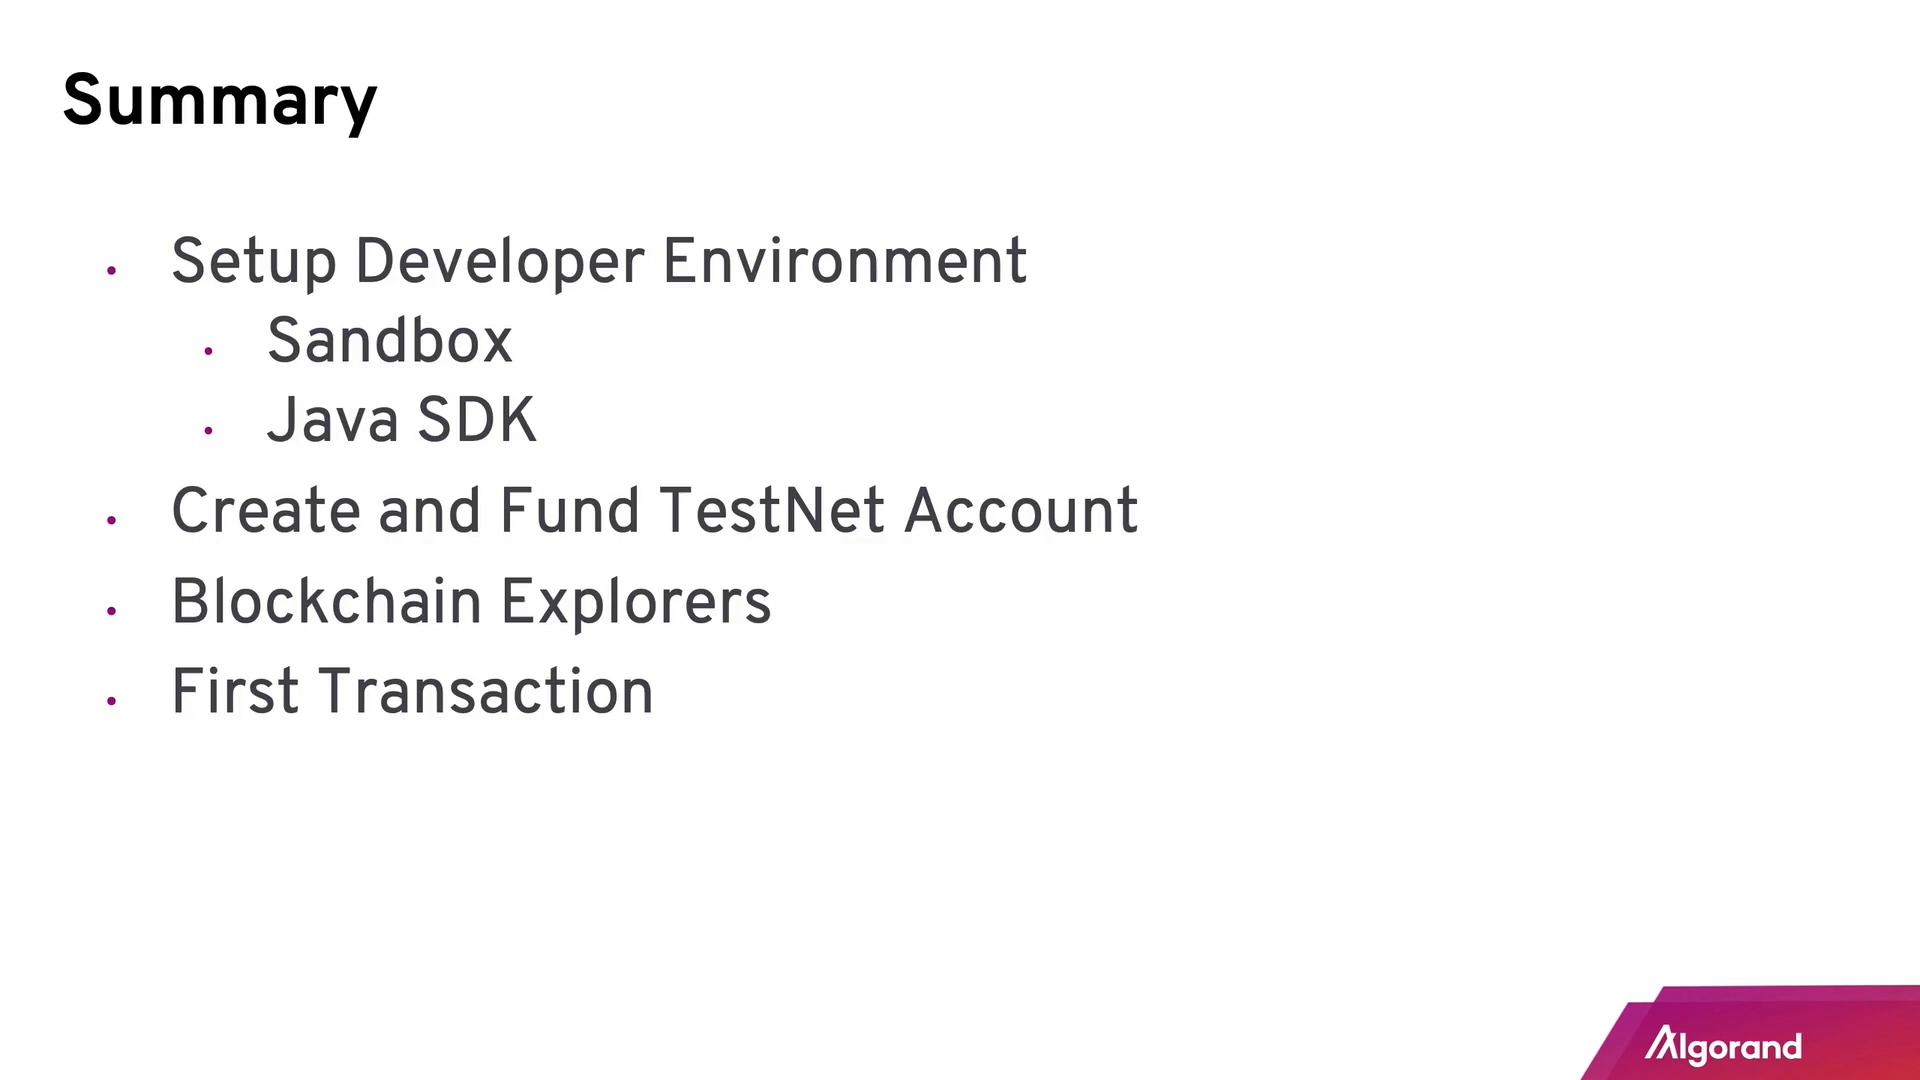 Summary
Setup Developer Environment
Sandbox
Java SDK
Create and Fund TestNet Account
Blockchain Explorers
First Transaction
Algorand